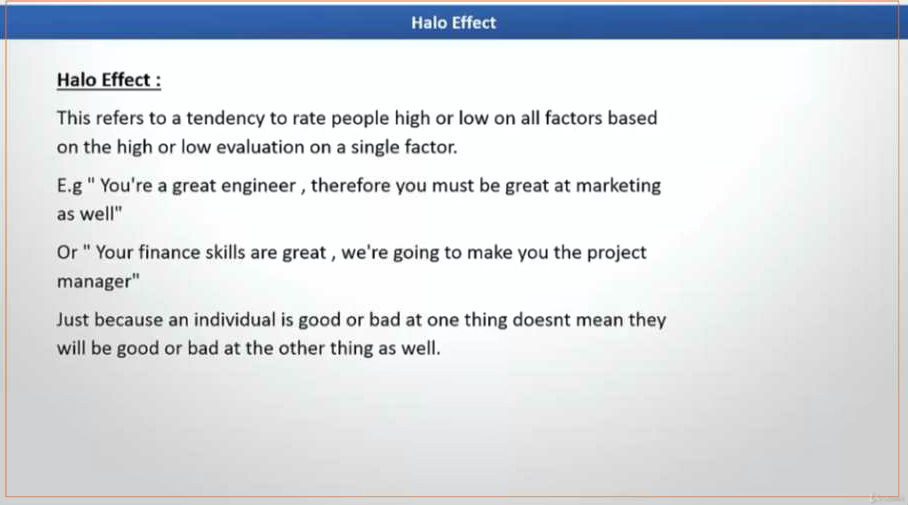 Halo Effect
Halo Effect :
This refers to a tendency to rate people high or low on all factors based
on the high or low evaluation on a single factor.
E.g " You're a great engineer , therefore you must be great at marketing
as well"
Or " Your finance skills are great , we're going to make you the project
manager"
Just because an individual is good or bad at one thing doesnt mean they
will be good or bad at the other thing as well.